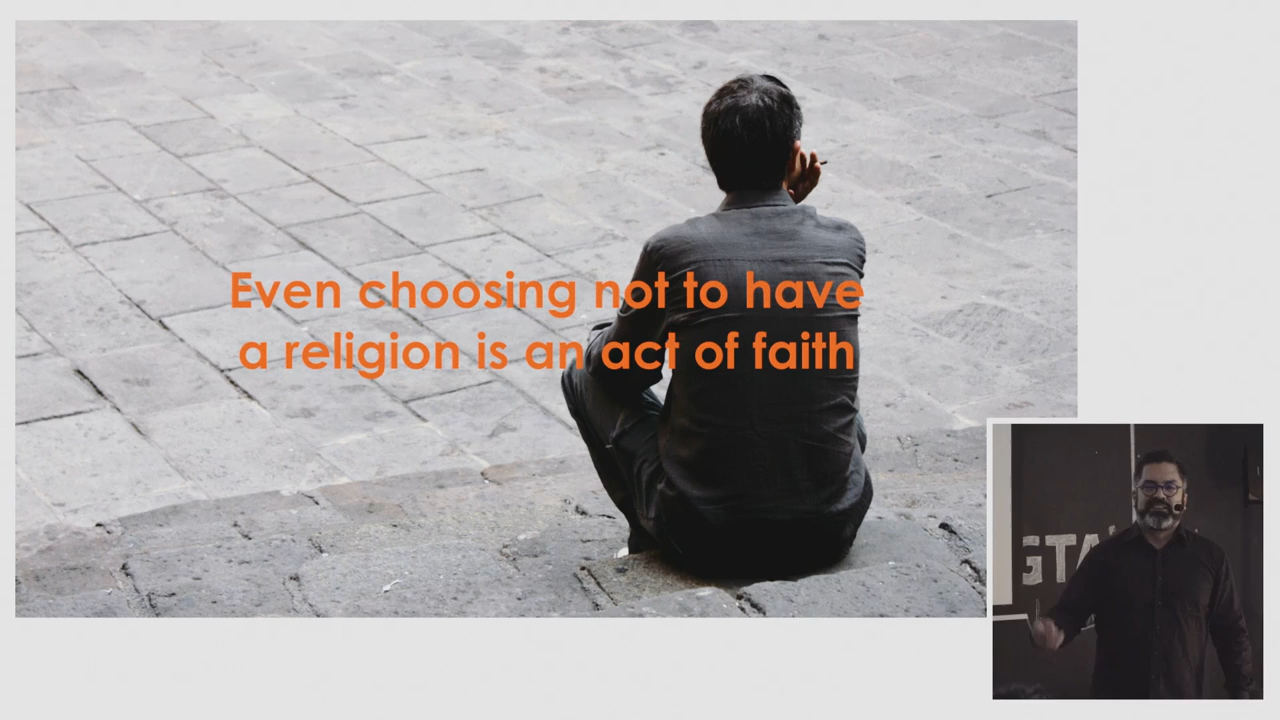 Even choosing not to have
a religion is an act of faith